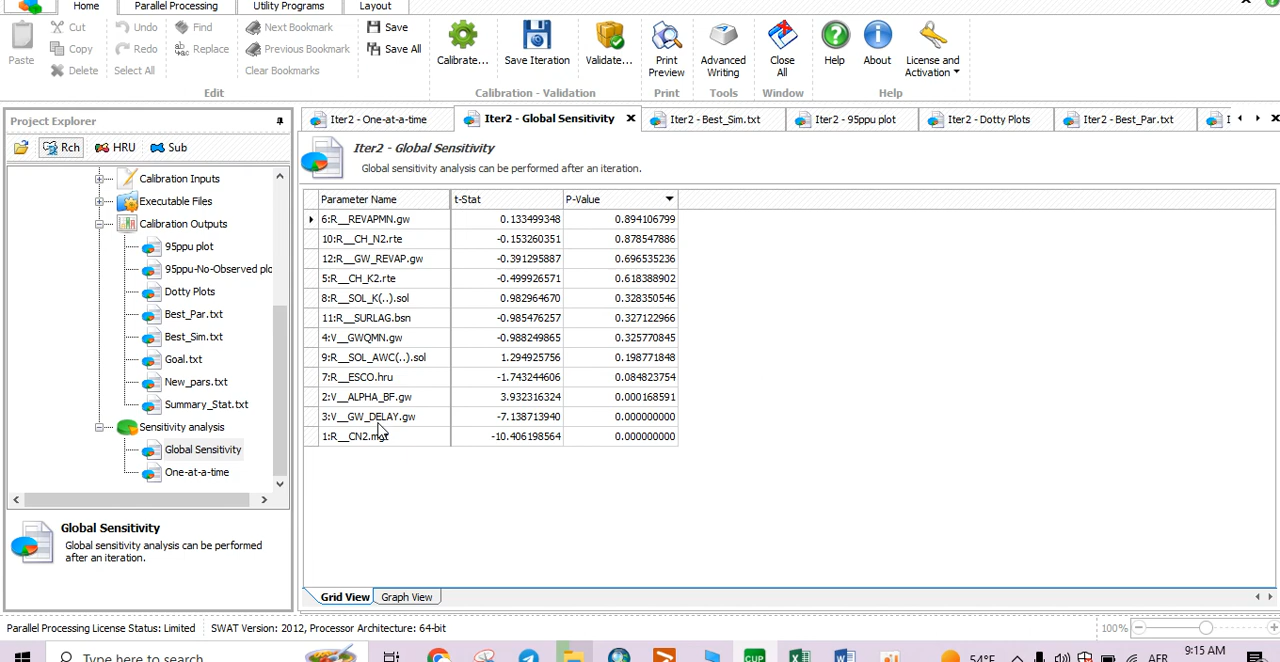 Home Parallel Processing Utility Programs Layout
Paste
Cut
Copy
Delete
Undo
Redo
Select All
Find
Replace
Next Bookmark
Previous Bookmark
Clear Bookmarks
Save
Save All
Calibrate...
Save Iteration
Validate...
Print Preview
Advanced Writing
Close All
Help
About
License and Activation
Edit Calibration - Validation Print Tools Window Help
Project Explorer
Rch HRU Sub
Calibration Inputs
Executable Files
Calibration Outputs
95ppu plot
95ppu-No-Observed plo
Dotty Plots
Best_Par.txt
Best_Sim.txt
Goal.txt
New_pars.txt
Summary_Stat.txt
Sensitivity analysis
Global Sensitivity
One-at-a-time
Global Sensitivity
Global sensitivity analysis can be performed
after an iteration.
Iter2 - One-at-a-time Iter2 - Global Sensitivity Iter2 - Best_Sim.txt Iter2 - 95ppu plot Iter2 - Dotty Plots Iter2 - Best_Par.txt I
Iter2 - Global Sensitivity
Global sensitivity analysis can be performed after an iteration.
Parameter Name t-Stat P-Value
6:R__REVAPMN.gw 0.133499348 0.894106799
10:R__CH_N2.rte -0.153260351 0.878547886
12:R__GW_REVAP.gw -0.391295887 0.696535236
5:R__CH_K2.rte -0.499926571 0.618388902
8:R__SOL_K(..).sol 0.982964670 0.328350546
11:R__SURLAG.bsn -0.985476257 0.327122966
4:V__GWQMN.gw -0.988249865 0.325770845
9:R__SOL_AWC(..).sol 1.294925756 0.198771848
7:R__ESCO.hru -1.743244606 0.084823754
2:V__ALPHA_BF.gw 3.932316324 0.000168591
3:V__GW_DELAY.gw -7.138713940 0.000000000
1:R__CN2.mgt -10.406198564 0.000000000
Grid View Graph View
Parallel Processing License Status: Limited SWAT Version: 2012, Processor Architecture: 64-bit 100%
Type here to search 54°F AFR 9:15 AM